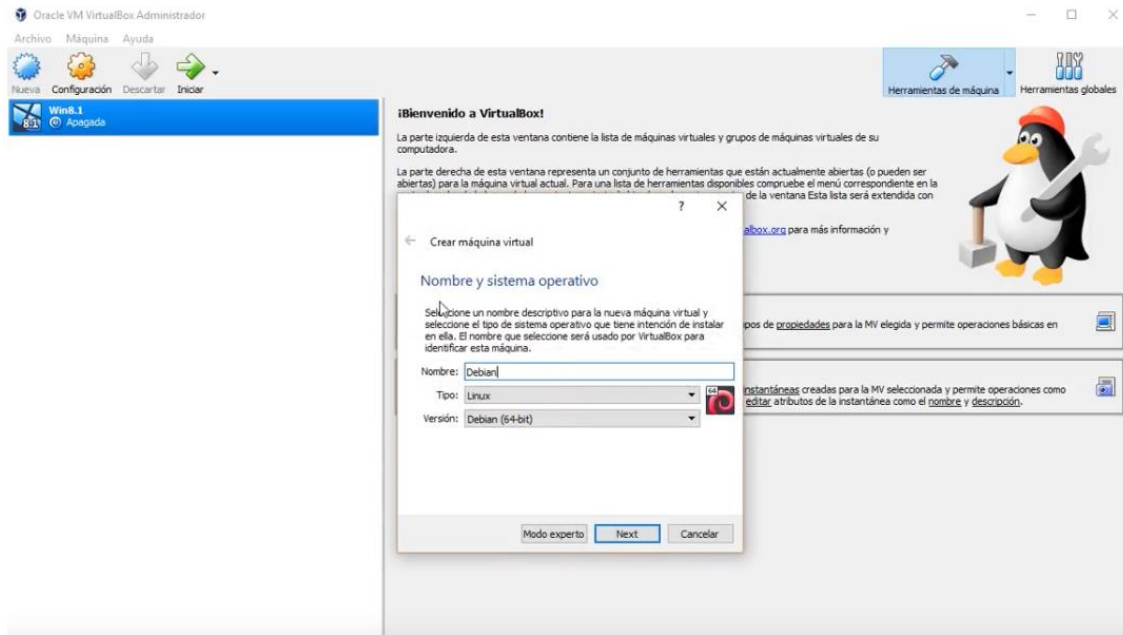 Oracle VM VirtualBox Administrador
Archivo Máquina Ayuda
Nueva Configuración Descartar Iniciar
Herramientas de máquina Herramientas globales
Win8.1
8.1 Apagada
¡Bienvenido a VirtualBox!
La parte izquierda de esta ventana contiene la lista de máquinas virtuales y grupos de máquinas virtuales de su
computadora.
La parte derecha de esta ventana representa un conjunto de herramientas que están actualmente abiertas (o pueden ser
abiertas) para la máquina virtual actual. Para una lista de herramientas disponibles compruebe el menú correspondiente en la
de la ventana Esta lista será extendida con
albox.org para más información y
pos de propiedades para la MV elegida y permite operaciones básicas en
instantáneas creadas para la MV seleccionada y permite operaciones como
editar atributos de la instantánea como el nombre y descripción.
?
Crear máquina virtual
Nombre y sistema operativo
Seleccione un nombre descriptivo para la nueva máquina virtual y
seleccione el tipo de sistema operativo que tiene intención de instalar
en ella. El nombre que seleccione será usado por VirtualBox para
identificar esta máquina.
Nombre: Debian
Tipo: Linux
64
Versión: Debian (64-bit)
Modo experto Next Cancelar